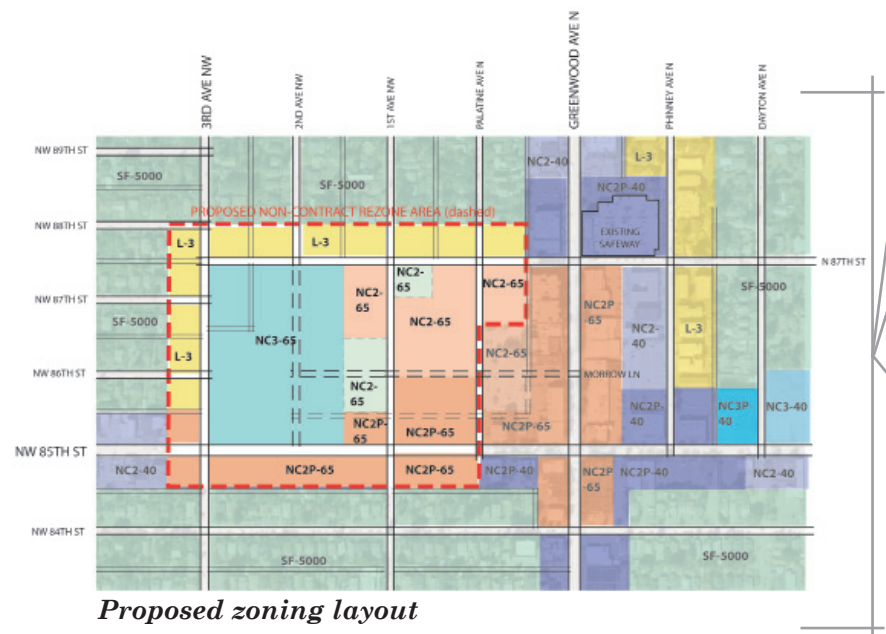 3RD AVE NW
2ND AVE NW
1ST AVE NW
PALATINE AVE N
GREENWOOD AVE N
PHINNEY AVE N
DAYTON AVE N
NW 89TH ST
NC2-40
L-3
SF-5000
SF-5000
NC2P-40
PROPOSED NON-CONTRACT REZONE AREA (dashed)
NW 88TH ST
EXISTING
SAFEWAY
L-3
L-3
N 87TH ST
NC2-
65
NC2-65
SF-5000
NW 87TH ST
NC2-
65
NC2P
-65
SF-5000
NC2-65
NC2-
40
L-3
NC3-65
NC2-65
L-3
NW 86TH ST
MORROW LN
NC2-
65
NC2P-
40
NC3P-
40
NC3-40
NC2P-
65
NC2P-65
NC2P-65
NW 85TH ST
NC2-40
NC2P-65
NC2P-65
NC2P-40
NC2P
-65
NC2P-40
NC2-40
NW 84TH ST
SF-5000
SF-5000
Proposed zoning layout